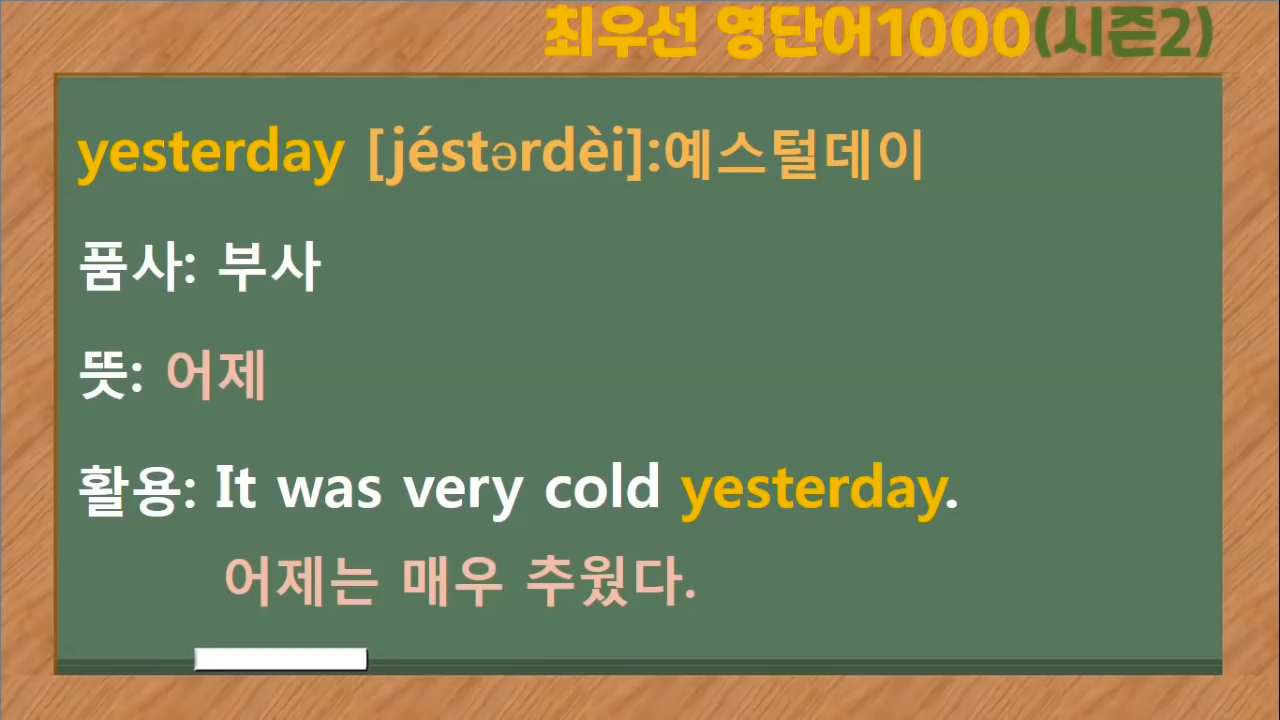 최우선 영단어1000(시즌2)
yesterday [jéstərdèi]:예스털데이
품사: 부사
뜻: 어제
활용: It was very cold yesterday.
어제는 매우 추웠다.